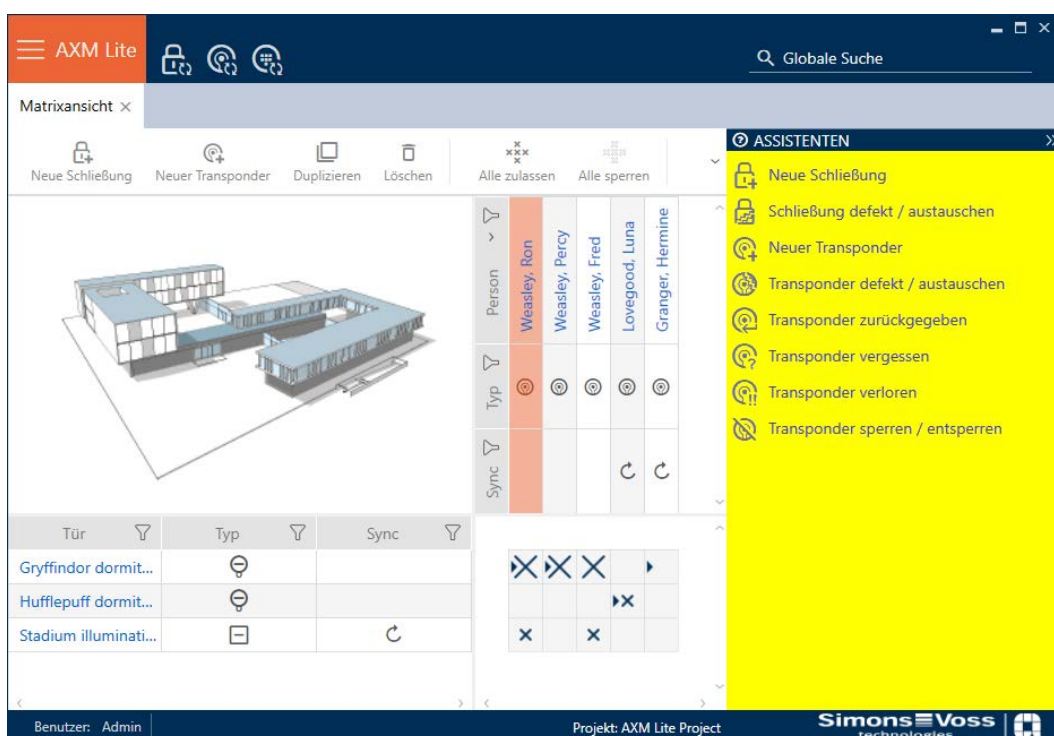 AXM Lite
Globale Suche
Matrixansicht
Neue Schließung
Neuer Transponder
Duplizieren
Löschen
Alle zulassen
Alle sperren
Person
Weasley, Ron
Weasley, Percy
Weasley, Fred
Lovegood, Luna
Granger, Hermine
Typ
Sync
Tür
Typ
Sync
Gryffindor dormit...
Hufflepuff dormit...
Stadium illuminati...
ASSISTENTEN
Neue Schließung
Schließung defekt / austauschen
Neuer Transponder
Transponder defekt / austauschen
Transponder zurückgegeben
Transponder vergessen
Transponder verloren
Transponder sperren / entsperren
Benutzer: Admin
Projekt: AXM Lite Project
Simons Voss
technologies